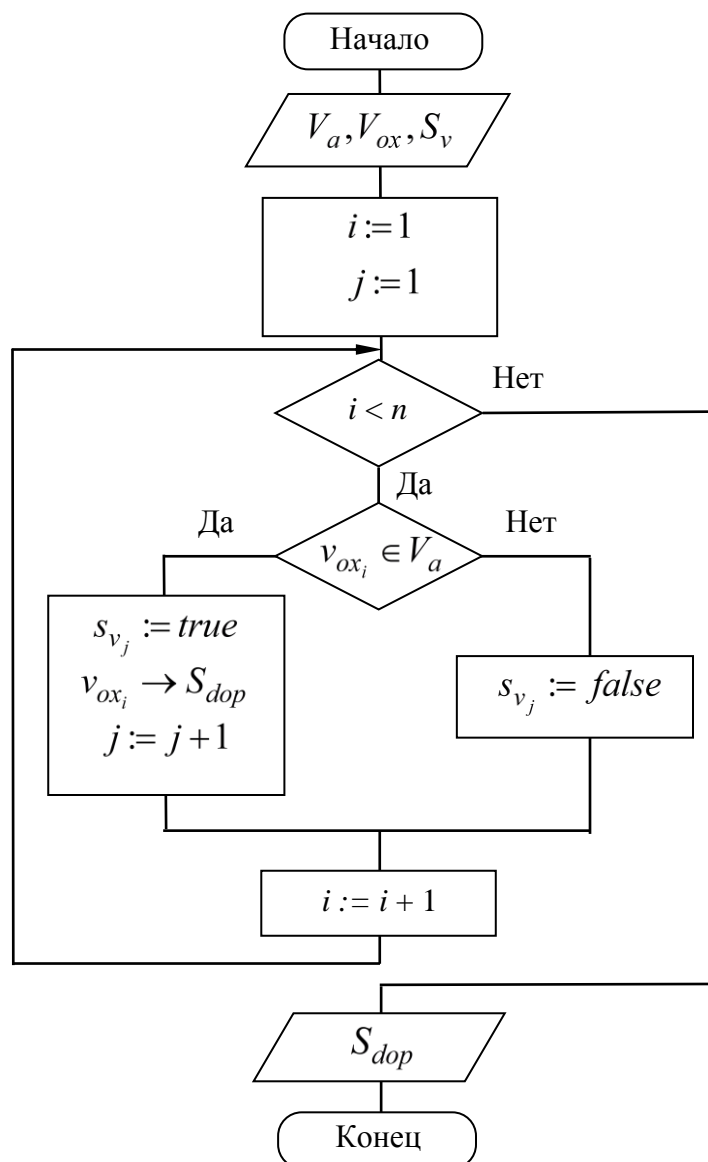 Начало
V_a, V_ox, S_v
i := 1
j := 1
Нет
i < n
Да
Да
Нет
v_ox_i ∈ V_a
s_v_j := true
v_ox_i → S_dop
j := j + 1
s_v_j := false
i := i + 1
S_dop
Конец